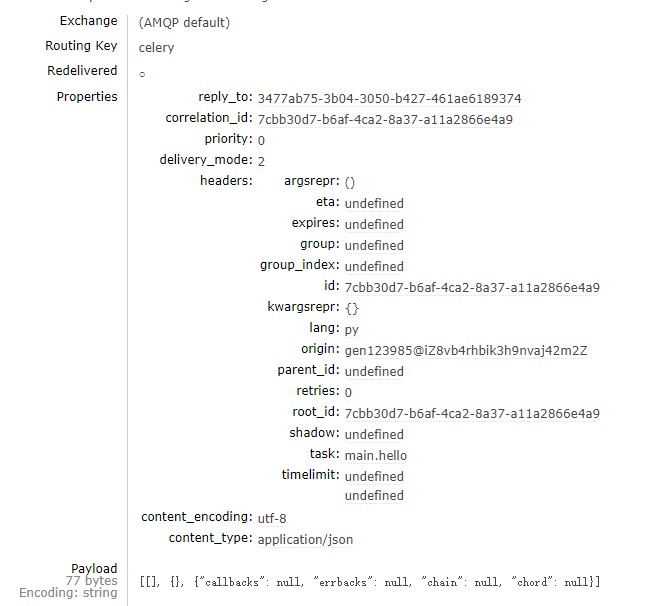 Exchange (AMQP default)
Routing Key celery
Redelivered ○
Properties reply_to: 3477ab75-3b04-3050-b427-461ae6189374
correlation_id: 7cbb30d7-b6af-4ca2-8a37-a11a2866e4a9
priority: 0
delivery_mode: 2
headers: argsrepr: ()
eta: undefined
expires: undefined
group: undefined
group_index: undefined
id: 7cbb30d7-b6af-4ca2-8a37-a11a2866e4a9
kwargsrepr: {}
lang: py
origin: gen123985@iZ8vb4rhbik3h9nvaj42m2Z
parent_id: undefined
retries: 0
root_id: 7cbb30d7-b6af-4ca2-8a37-a11a2866e4a9
shadow: undefined
task: main.hello
timelimit: undefined
undefined
content_encoding: utf-8
content_type: application/json
Payload
77 bytes
Encoding: string
[[], {}, {"callbacks": null, "errbacks": null, "chain": null, "chord": null}]